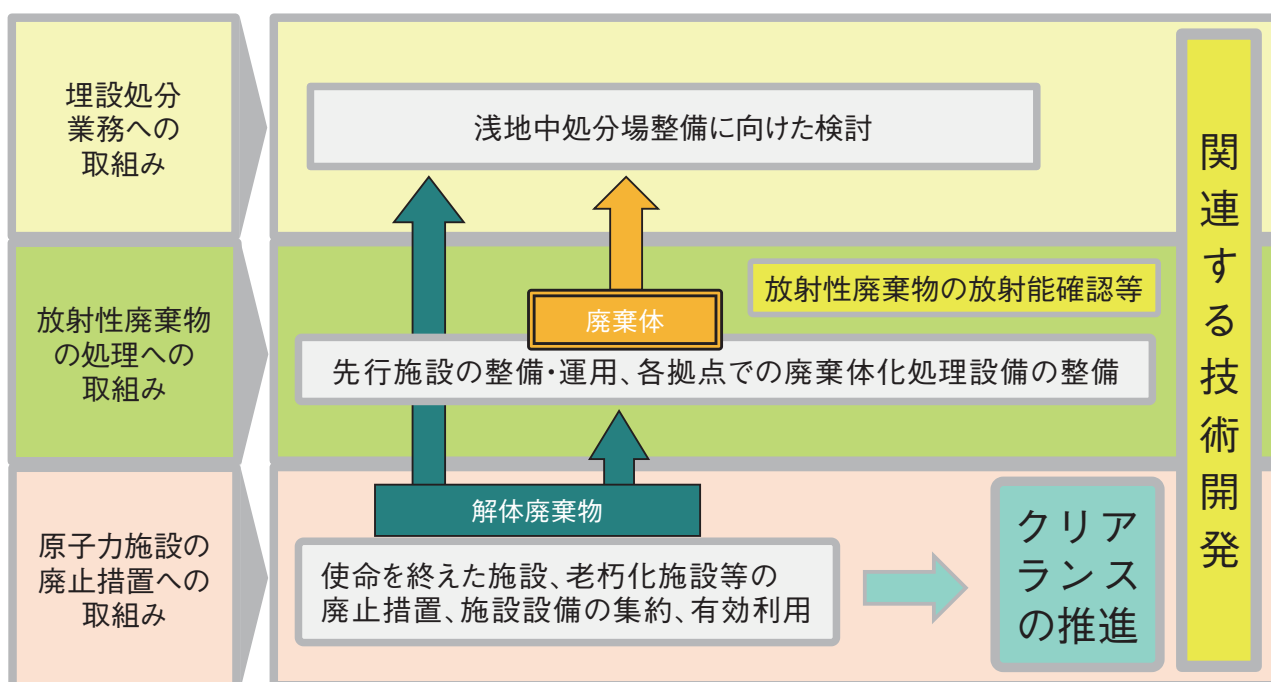 埋設処分
業務への
取組み
浅地中処分場整備に向けた検討
関連する技術開発
放射性廃棄物
の処理への
取組み
放射性廃棄物の放射能確認等
廃棄体
先行施設の整備・運用、各拠点での廃棄体化処理設備の整備
原子力施設の
廃止措置への
取組み
解体廃棄物
使命を終えた施設、老朽化施設等の
廃止措置、施設設備の集約、有効利用
クリア
ランス
の推進